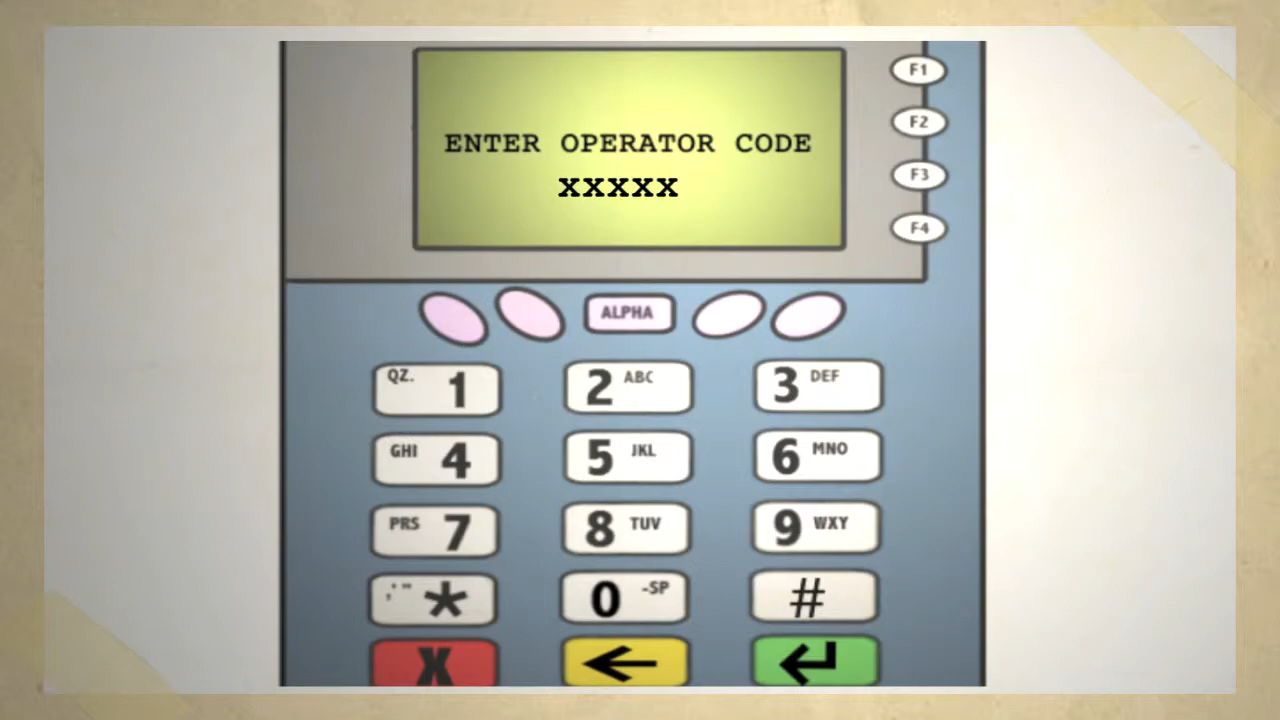 F1
ENTER OPERATOR CODE
F2
XXXXX
F3
F4
ALPHA
QZ. 1
2 ABC
3 DEF
GHI 4
5 JKL
6 MNO
PRS 7
8 TUV
9 WXY
,'" *
0 -SP
#
X